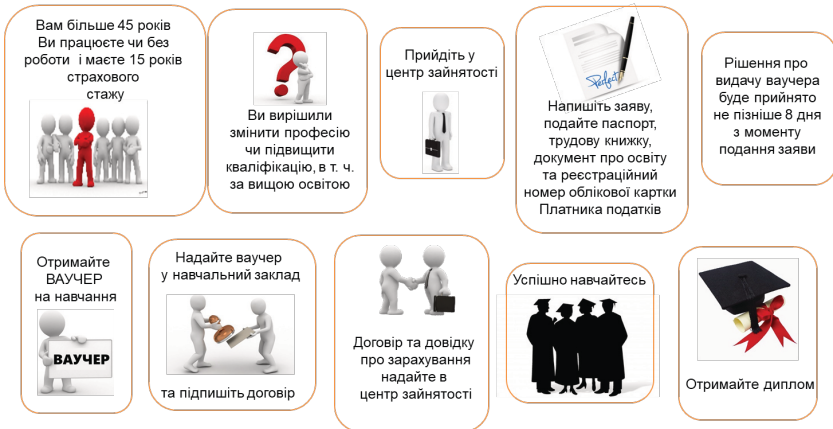 Вам більше 45 років
Ви працюєте чи без
роботи і маєте 15 років
страхового
стажу
Ви вирішили
змінити професію
чи підвищити
кваліфікацію, в т. ч.
за вищою освітою
Прийдіть у
центр зайнятості
Perfect
Напишіть заяву,
подайте паспорт,
трудову книжку,
документ про освіту
та реєстраційний
номер облікової картки
Платника податків
Рішення про
видачу ваучера
буде прийнято
не пізніше 8 дня
з моменту
подання заяви
Отримайте
ВАУЧЕР
на навчання
ВАУЧЕР
Надайте ваучер
у навчальний заклад
та підпишіть договір
Договір та довідку
про зарахування
надайте в
центр зайнятості
Успішно навчайтесь
Отримайте диплом